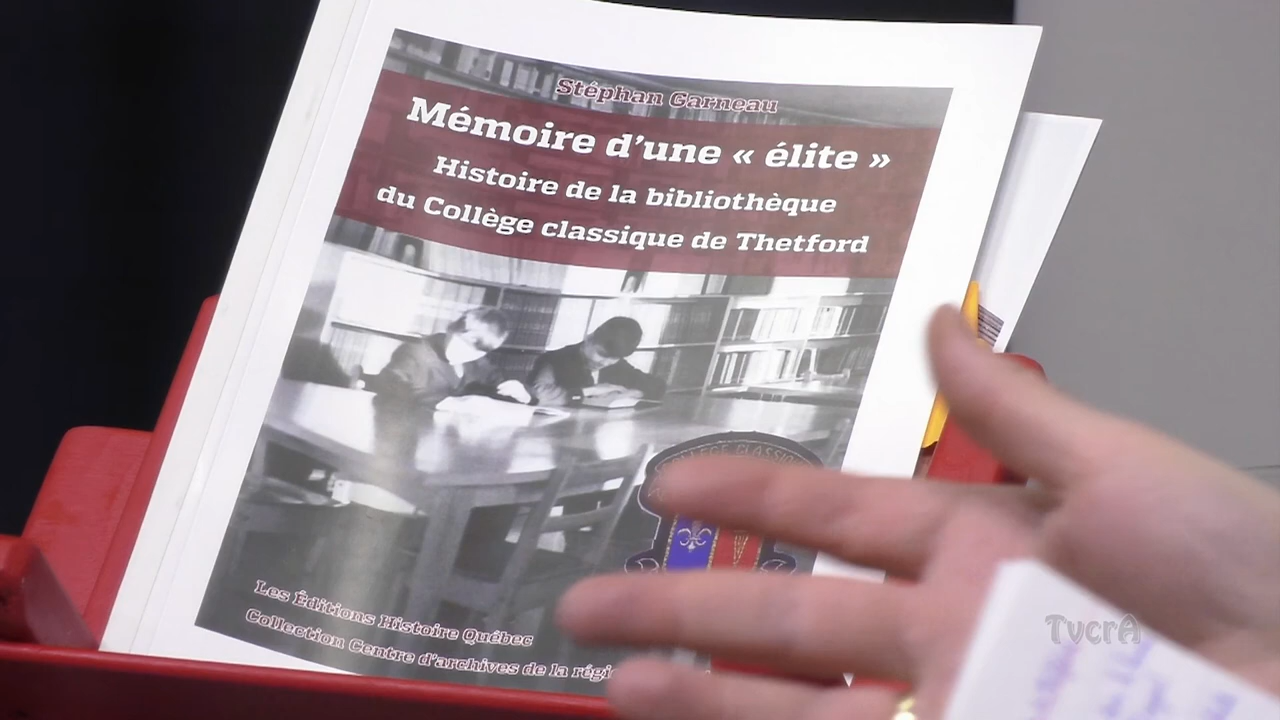 Stéphan Garneau
Mémoire d'une « élite »
Histoire de la bibliothèque
du Collège classique de Thetford
Les Éditions Histoire Québec
Collection Centre d'archives de la
TvcrA